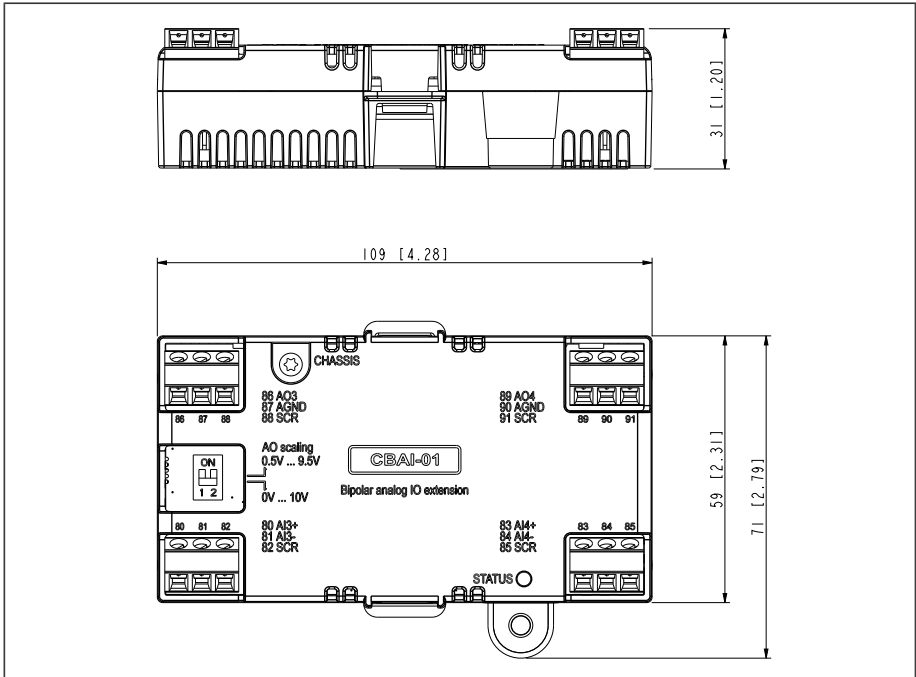 31 [1.20]
109 [4.28]
CHASSIS
86 AO3
87 AGND
88 SCR
89 AO4
90 AGND
91 SCR
86 87 88
89 90 91
AO scaling
0.5V ... 9.5V
ON
1 2
0V ... 10V
CBAI-01
Bipolar analog IO extension
59 [2.31]
71 [2.79]
80 81 82
80 AI3+
81 AI3-
82 SCR
83 AI4+
84 AI4-
85 SCR
83 84 85
STATUS